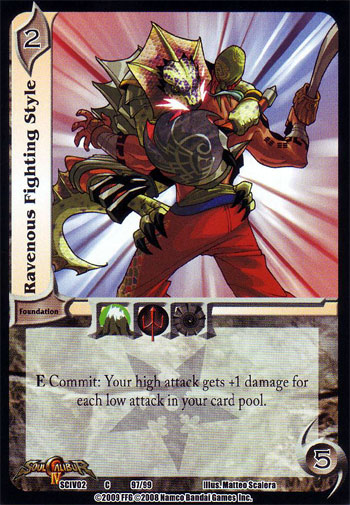 2
Ravenous Fighting Style
Foundation
E Commit: Your high attack gets +1 damage for
each low attack in your card pool.
5
SOULCALIBUR
IV
SCIV02 C 97/99 Illus. Matteo Scalera
©2009 FFG ©2008 Namco Bandai Games Inc.